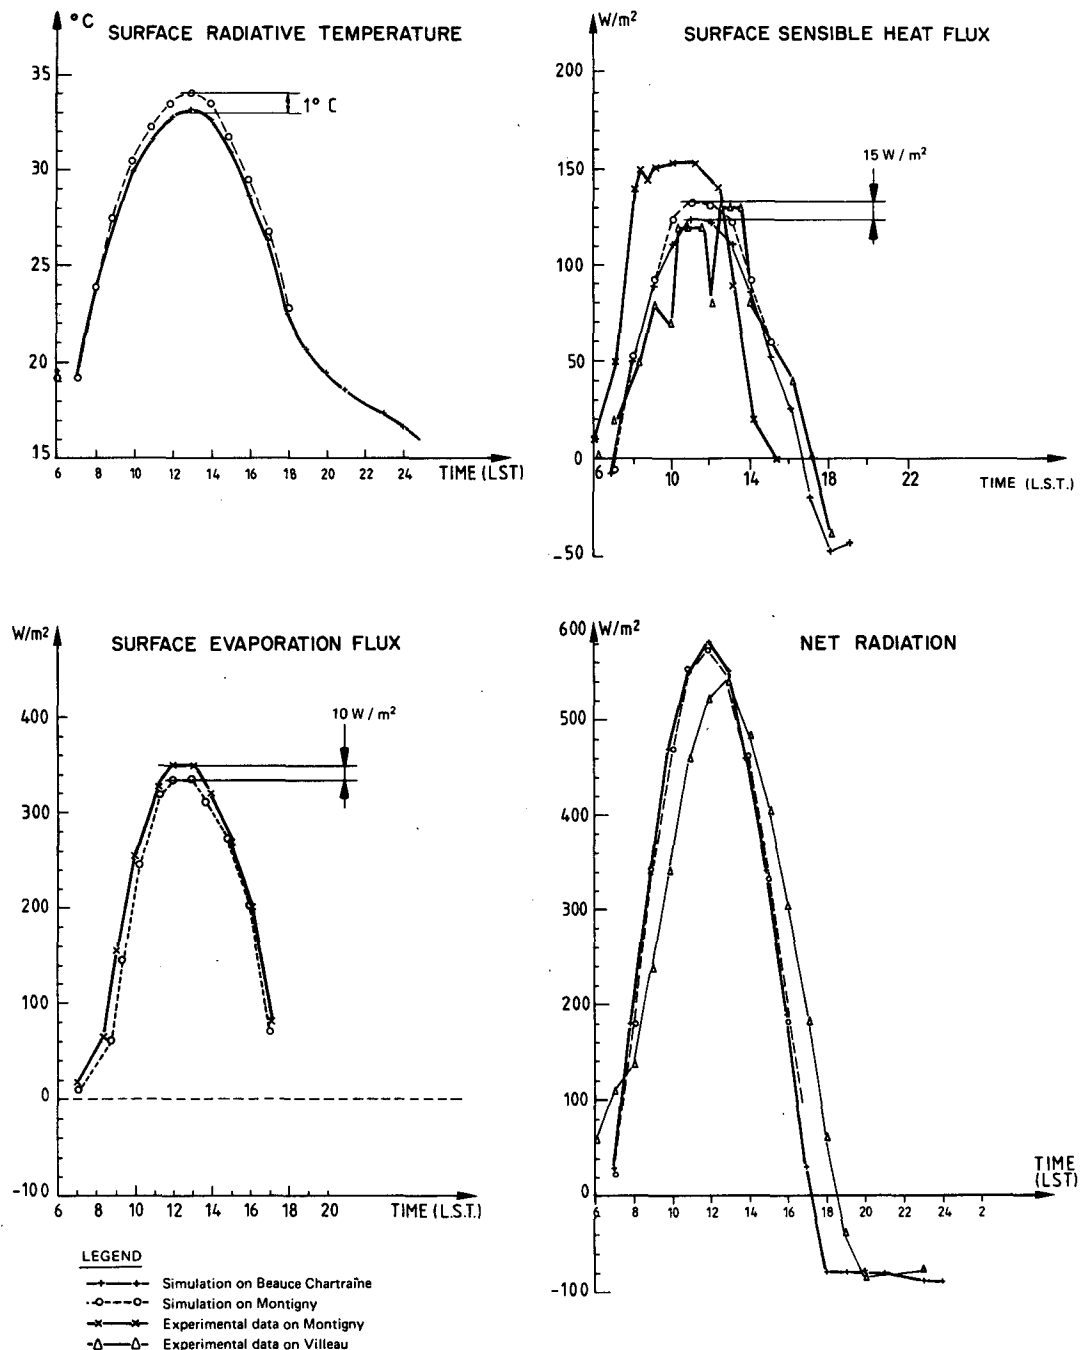 °C
SURFACE RADIATIVE TEMPERATURE
35
30
25
20
15
1° C
6 8 10 12 14 16 18 20 22 24
TIME (LST)
W/m²
SURFACE SENSIBLE HEAT FLUX
200
150
100
50
0
-50
15 W / m²
6 10 14 18 22
TIME (L.S.T.)
W/m²
SURFACE EVAPORATION FLUX
400
300
200
100
0
-100
10 W / m²
6 8 10 12 14 16 18 20
TIME (L.S.T.)
600
W/m²
NET RADIATION
500
400
300
200
100
0
-100
6 8 10 12 14 16 18 20 22 24 2
TIME
(LST)
LEGEND
Simulation on Beauce Chartraîne
Simulation on Montigny
Experimental data on Montigny
Experimental data on Villeau